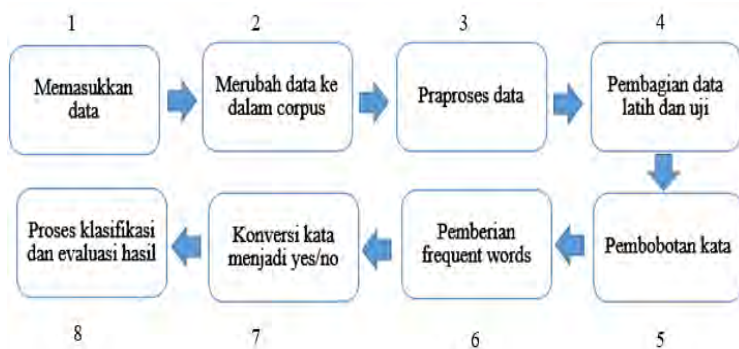 1
2
3
4
Memasukkan
data
Merubah data ke
dalam corpus
Praproses data
Pembagian data
latih dan uji
Proses klasifikasi
dan evaluasi hasil
Konversi kata
menjadi yes/no
Pemberian
frequent words
Pembobotan kata
8
7
6
5